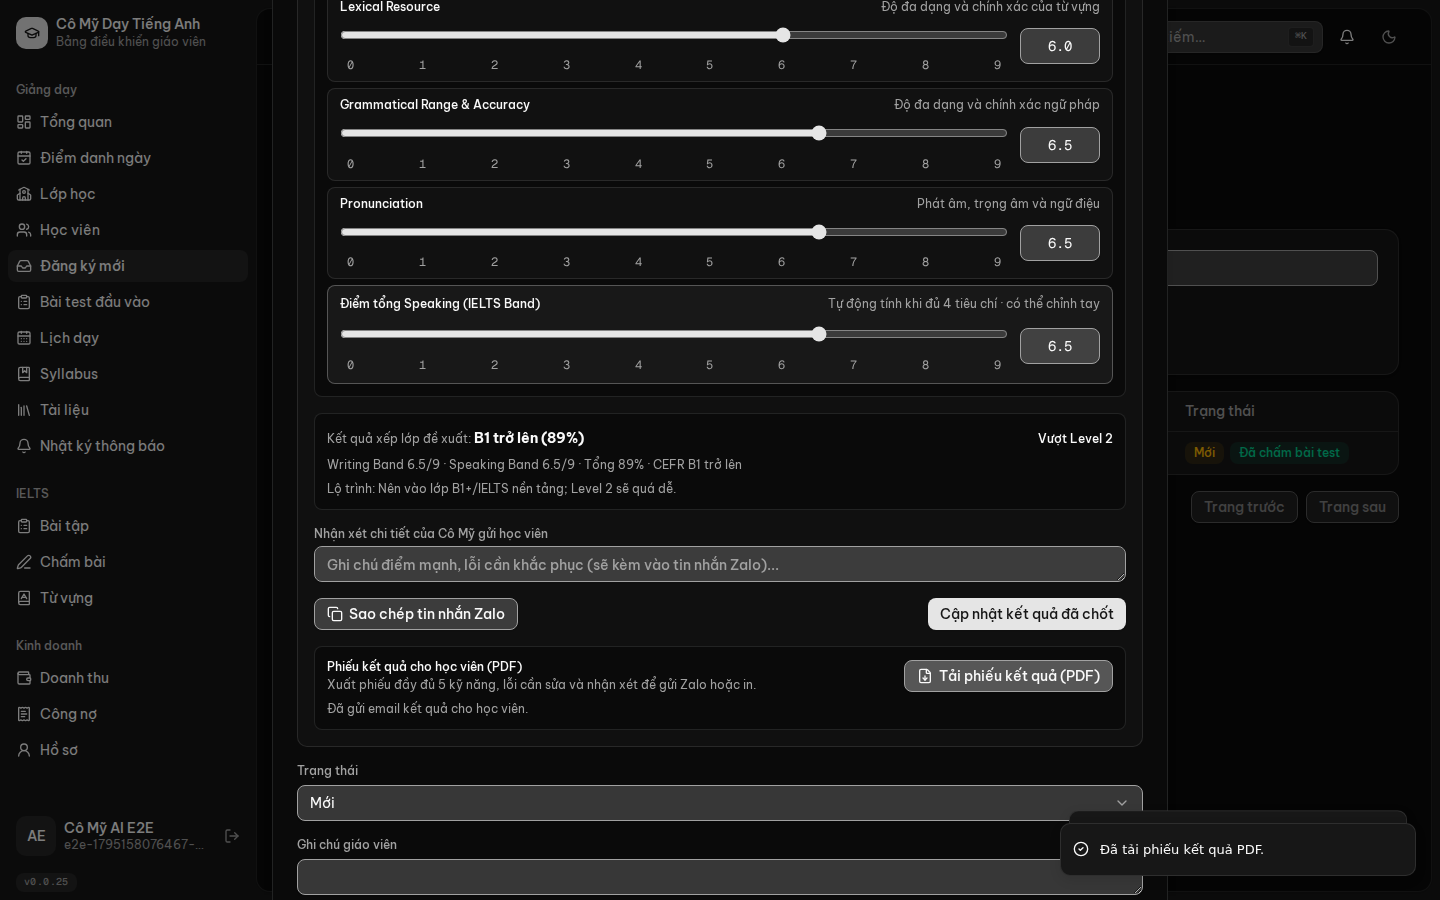 Cô Mỹ Dạy Tiếng Anh
Bảng điều khiển giáo viên
Giảng dạy
Tổng quan
Điểm danh ngày
Lớp học
Học viên
Đăng ký mới
Bài test đầu vào
Lịch dạy
Syllabus
Tài liệu
Nhật ký thông báo
IELTS
Bài tập
Chấm bài
Từ vựng
Kinh doanh
Doanh thu
Công nợ
Hồ sơ
AE
Cô Mỹ AI E2E
e2e-1795158076467-...
v0.0.25
Lexical Resource
Độ đa dạng và chính xác của từ vựng
0 1 2 3 4 5 6 7 8 9
6.0
Grammatical Range & Accuracy
Độ đa dạng và chính xác ngữ pháp
0 1 2 3 4 5 6 7 8 9
6.5
Pronunciation
Phát âm, trọng âm và ngữ điệu
0 1 2 3 4 5 6 7 8 9
6.5
Điểm tổng Speaking (IELTS Band)
Tự động tính khi đủ 4 tiêu chí · có thể chỉnh tay
0 1 2 3 4 5 6 7 8 9
6.5
Kết quả xếp lớp đề xuất: B1 trở lên (89%)
Vượt Level 2
Writing Band 6.5/9 · Speaking Band 6.5/9 · Tổng 89% · CEFR B1 trở lên
Lộ trình: Nên vào lớp B1+/IELTS nền tảng; Level 2 sẽ quá dễ.
Nhận xét chi tiết của Cô Mỹ gửi học viên
Ghi chú điểm mạnh, lỗi cần khắc phục (sẽ kèm vào tin nhắn Zalo)...
Sao chép tin nhắn Zalo
Cập nhật kết quả đã chốt
Phiếu kết quả cho học viên (PDF)
Xuất phiếu đầy đủ 5 kỹ năng, lỗi cần sửa và nhận xét để gửi Zalo hoặc in.
Tải phiếu kết quả (PDF)
Đã gửi email kết quả cho học viên.
Trạng thái
Mới
Ghi chú giáo viên
iếm...
⌘K
Trạng thái
Mới
Đã chấm bài test
Trang trước
Trang sau
Đã tải phiếu kết quả PDF.